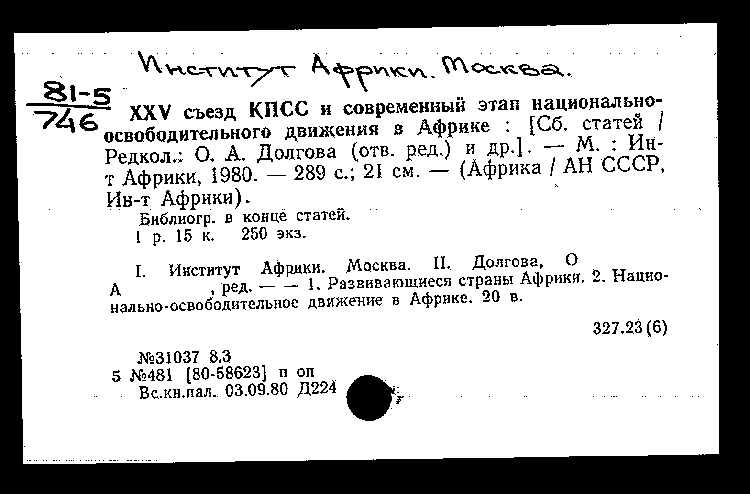 Институт Африки. Москва.
81-5
746
XXV съезд КПСС и современный этап национально-
освободительного движения в Африке : [Сб. статей /
Редкол.: О. А. Долгова (отв. ред.) и др.]. — М. : Ин-
т Африки, 1980. — 289 с.; 21 см. — (Африка / АН СССР,
Ин-т Африки).
Библиогр. в конце статей.
1 р. 15 к. 250 экз.
I. Институт Африки. Москва. II. Долгова, О
А , ред. — — 1. Развивающиеся страны Африки. 2. Нацио-
нально-освободительное движение в Африке. 20 в.
327.23(6)
№31037 8.3
5 №481 [80-58623] п оп
Вс.кн.пал. 03.09.80 Д224